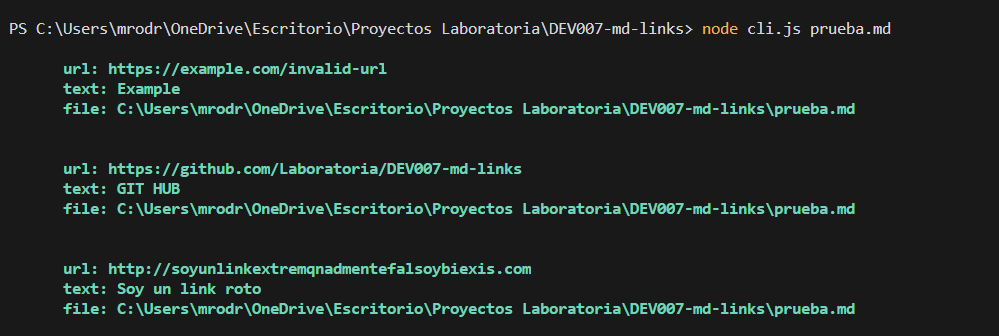 PS C:\Users\mrodr\OneDrive\Escritorio\Proyectos Laboratoria\DEV007-md-links> node cli.js prueba.md
url: https://example.com/invalid-url
text: Example
file: C:\Users\mrodr\OneDrive\Escritorio\Proyectos Laboratoria\DEV007-md-links\prueba.md
url: https://github.com/Laboratoria/DEV007-md-links
text: GIT HUB
file: C:\Users\mrodr\OneDrive\Escritorio\Proyectos Laboratoria\DEV007-md-links\prueba.md
url: http://soyunlinkextremqnadmentefalsoybiexis.com
text: Soy un link roto
file: C:\Users\mrodr\OneDrive\Escritorio\Proyectos Laboratoria\DEV007-md-links\prueba.md